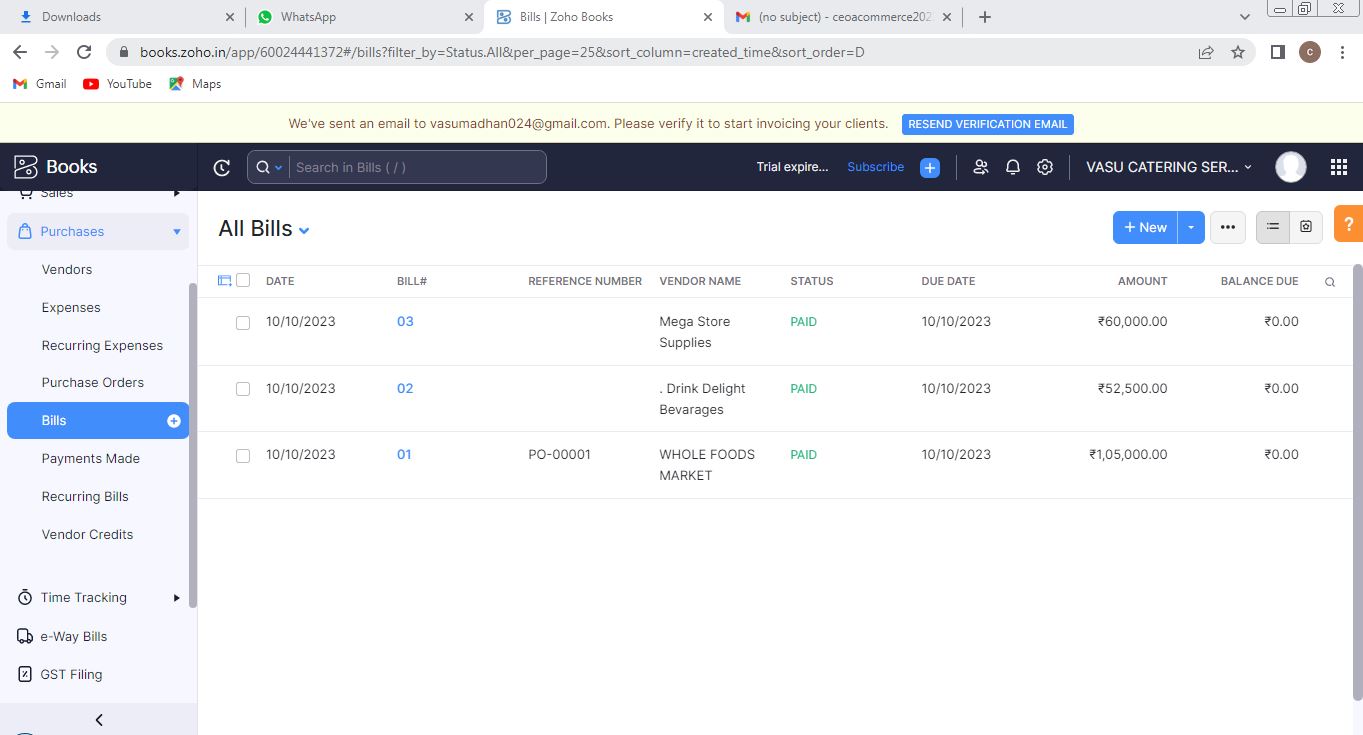 Downloads
WhatsApp
Bills | Zoho Books
(no subject) - ceoacommerce202
books.zoho.in/app/60024441372#/bills?filter_by=Status.All&per_page=25&sort_column=created_time&sort_order=D
c
Gmail
YouTube
Maps
We've sent an email to vasumadhan024@gmail.com. Please verify it to start invoicing your clients.
RESEND VERIFICATION EMAIL
Books
Search in Bills ( / )
Trial expire...
Subscribe
VASU CATERING SER...
Sales
Purchases
Vendors
Expenses
Recurring Expenses
Purchase Orders
Bills
Payments Made
Recurring Bills
Vendor Credits
Time Tracking
e-Way Bills
GST Filing
All Bills
+ New
?
DATE BILL# REFERENCE NUMBER VENDOR NAME STATUS DUE DATE AMOUNT BALANCE DUE
10/10/2023 03 Mega Store PAID 10/10/2023 ₹60,000.00 ₹0.00
Supplies
10/10/2023 02 . Drink Delight PAID 10/10/2023 ₹52,500.00 ₹0.00
Bevarages
10/10/2023 01 PO-00001 WHOLE FOODS PAID 10/10/2023 ₹1,05,000.00 ₹0.00
MARKET